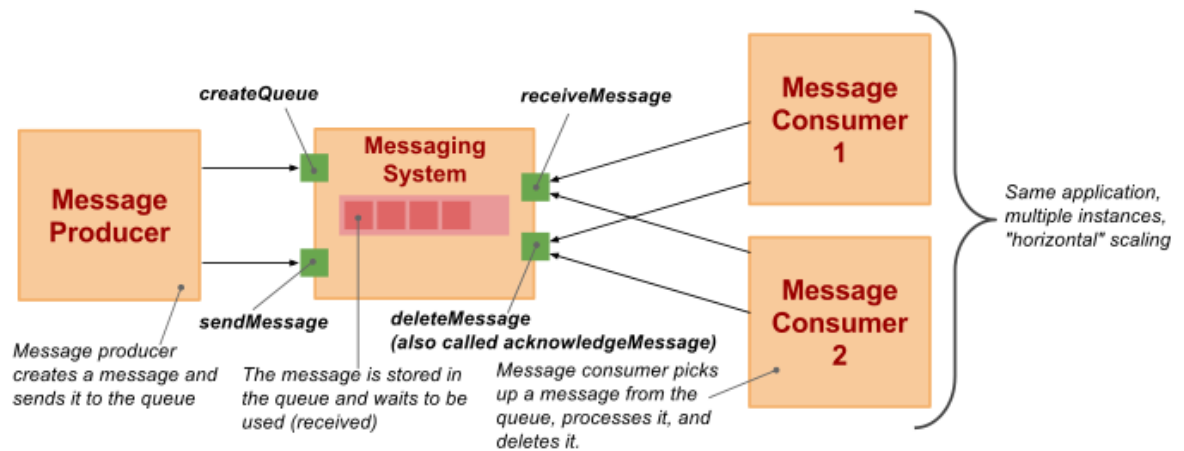 createQueue
receiveMessage
Message
Producer
Messaging
System
Message
Consumer
1
Same application,
multiple instances,
"horizontal" scaling
sendMessage
deleteMessage
(also called acknowledgeMessage)
Message
Consumer
2
Message producer
creates a message and
sends it to the queue
The message is stored in
the queue and waits to be
used (received)
Message consumer picks
up a message from the
queue, processes it, and
deletes it.